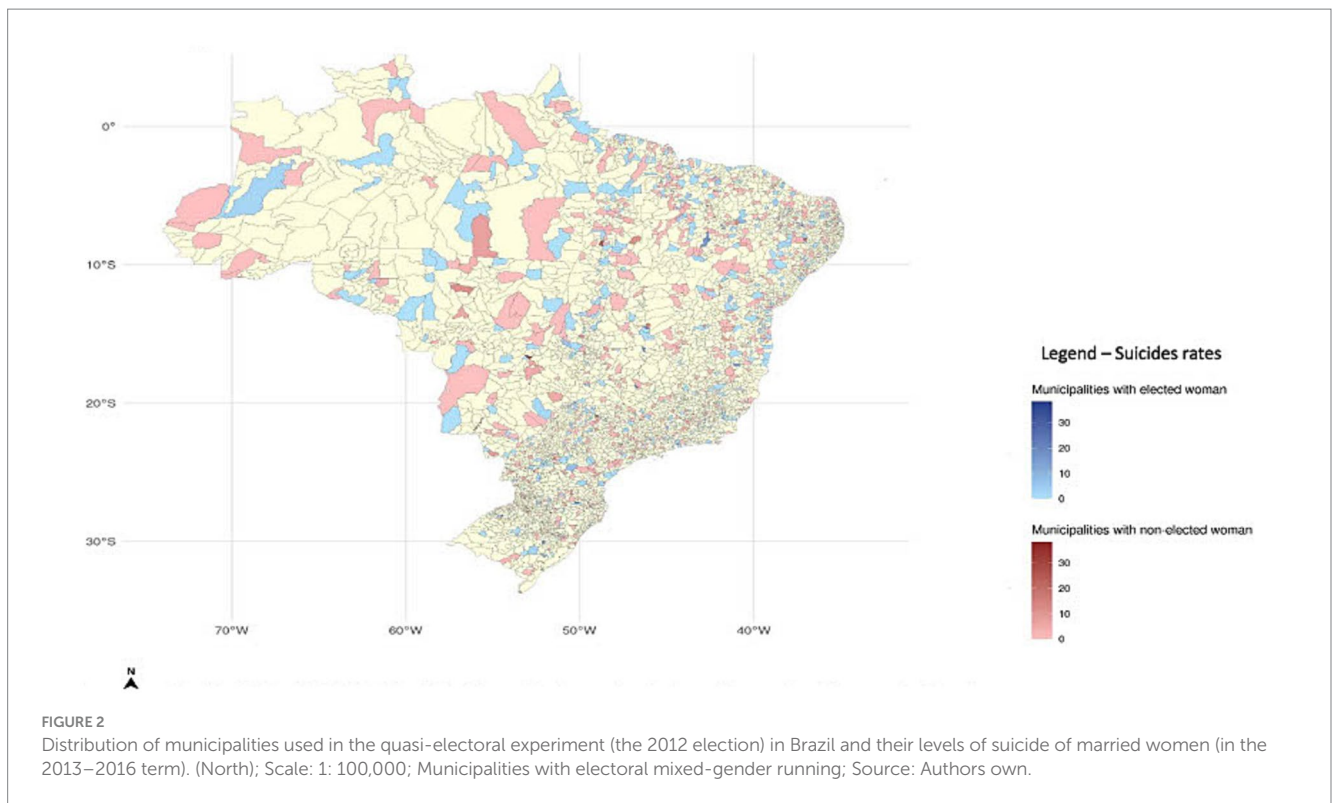 0°
10°S
20°S
30°S
70°W 60°W 50°W 40°W
N
Legend – Suicides rates
Municipalities with elected woman
30
20
10
0
Municipalities with non-elected woman
30
20
10
0
FIGURE 2
Distribution of municipalities used in the quasi-electoral experiment (the 2012 election) in Brazil and their levels of suicide of married women (in the
2013–2016 term). (North); Scale: 1: 100,000; Municipalities with electoral mixed-gender running; Source: Authors own.